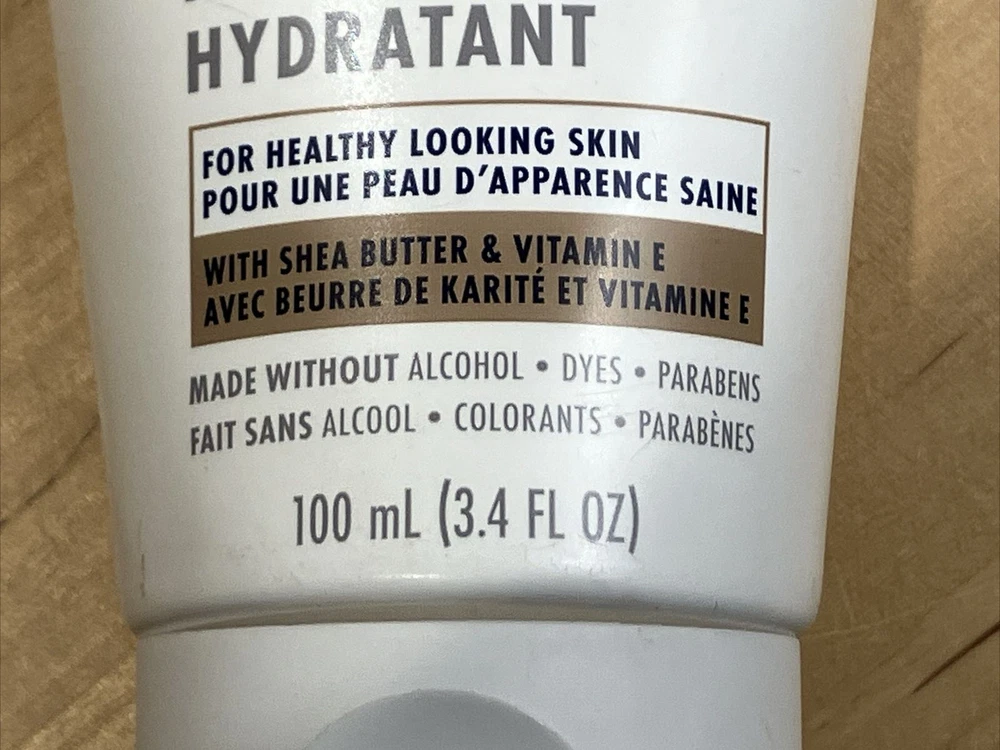 HYDRATANT
FOR HEALTHY LOOKING SKIN
POUR UNE PEAU D'APPARENCE SAINE
WITH SHEA BUTTER & VITAMIN E
AVEC BEURRE DE KARITÉ ET VITAMINE E
MADE WITHOUT ALCOHOL • DYES • PARABENS
FAIT SANS ALCOOL • COLORANTS • PARABÈNES
100 mL (3.4 FL OZ)